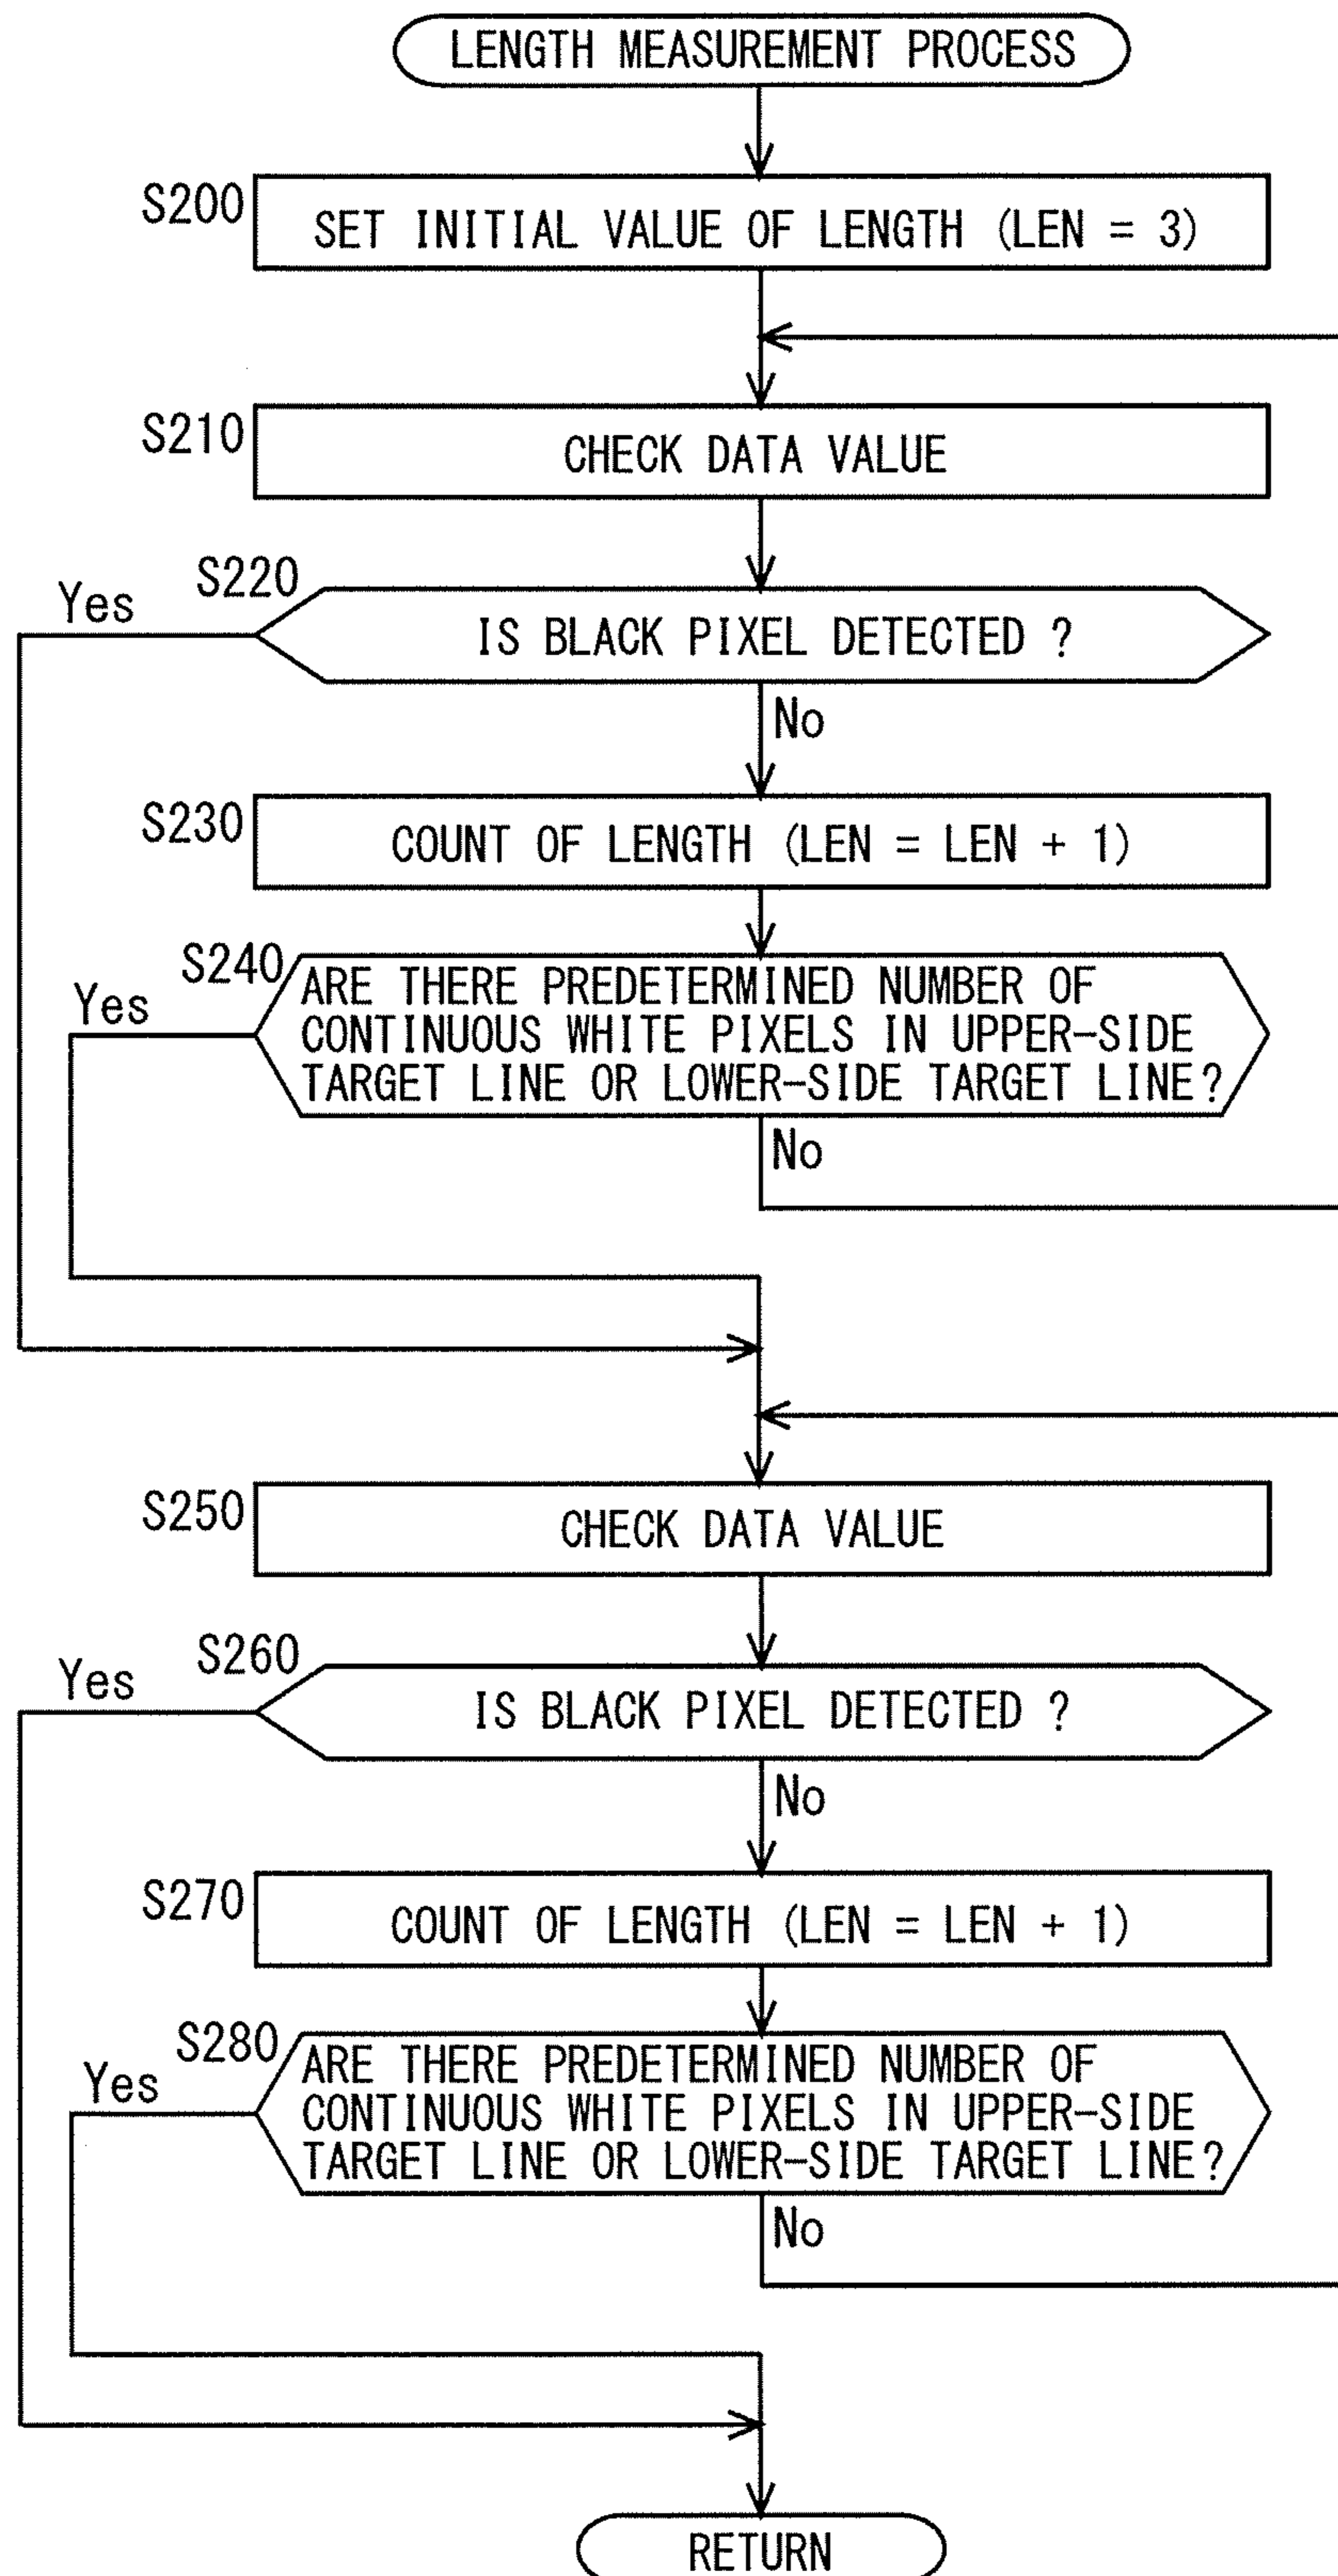 LENGTH MEASUREMENT PROCESS
S200
SET INITIAL VALUE OF LENGTH (LEN = 3)
S210
CHECK DATA VALUE
S220
Yes
IS BLACK PIXEL DETECTED ?
No
S230
COUNT OF LENGTH (LEN = LEN + 1)
S240
Yes
ARE THERE PREDETERMINED NUMBER OF
CONTINUOUS WHITE PIXELS IN UPPER-SIDE
TARGET LINE OR LOWER-SIDE TARGET LINE?
No
S250
CHECK DATA VALUE
S260
Yes
IS BLACK PIXEL DETECTED ?
No
S270
COUNT OF LENGTH (LEN = LEN + 1)
S280
Yes
ARE THERE PREDETERMINED NUMBER OF
CONTINUOUS WHITE PIXELS IN UPPER-SIDE
TARGET LINE OR LOWER-SIDE TARGET LINE?
No
RETURN